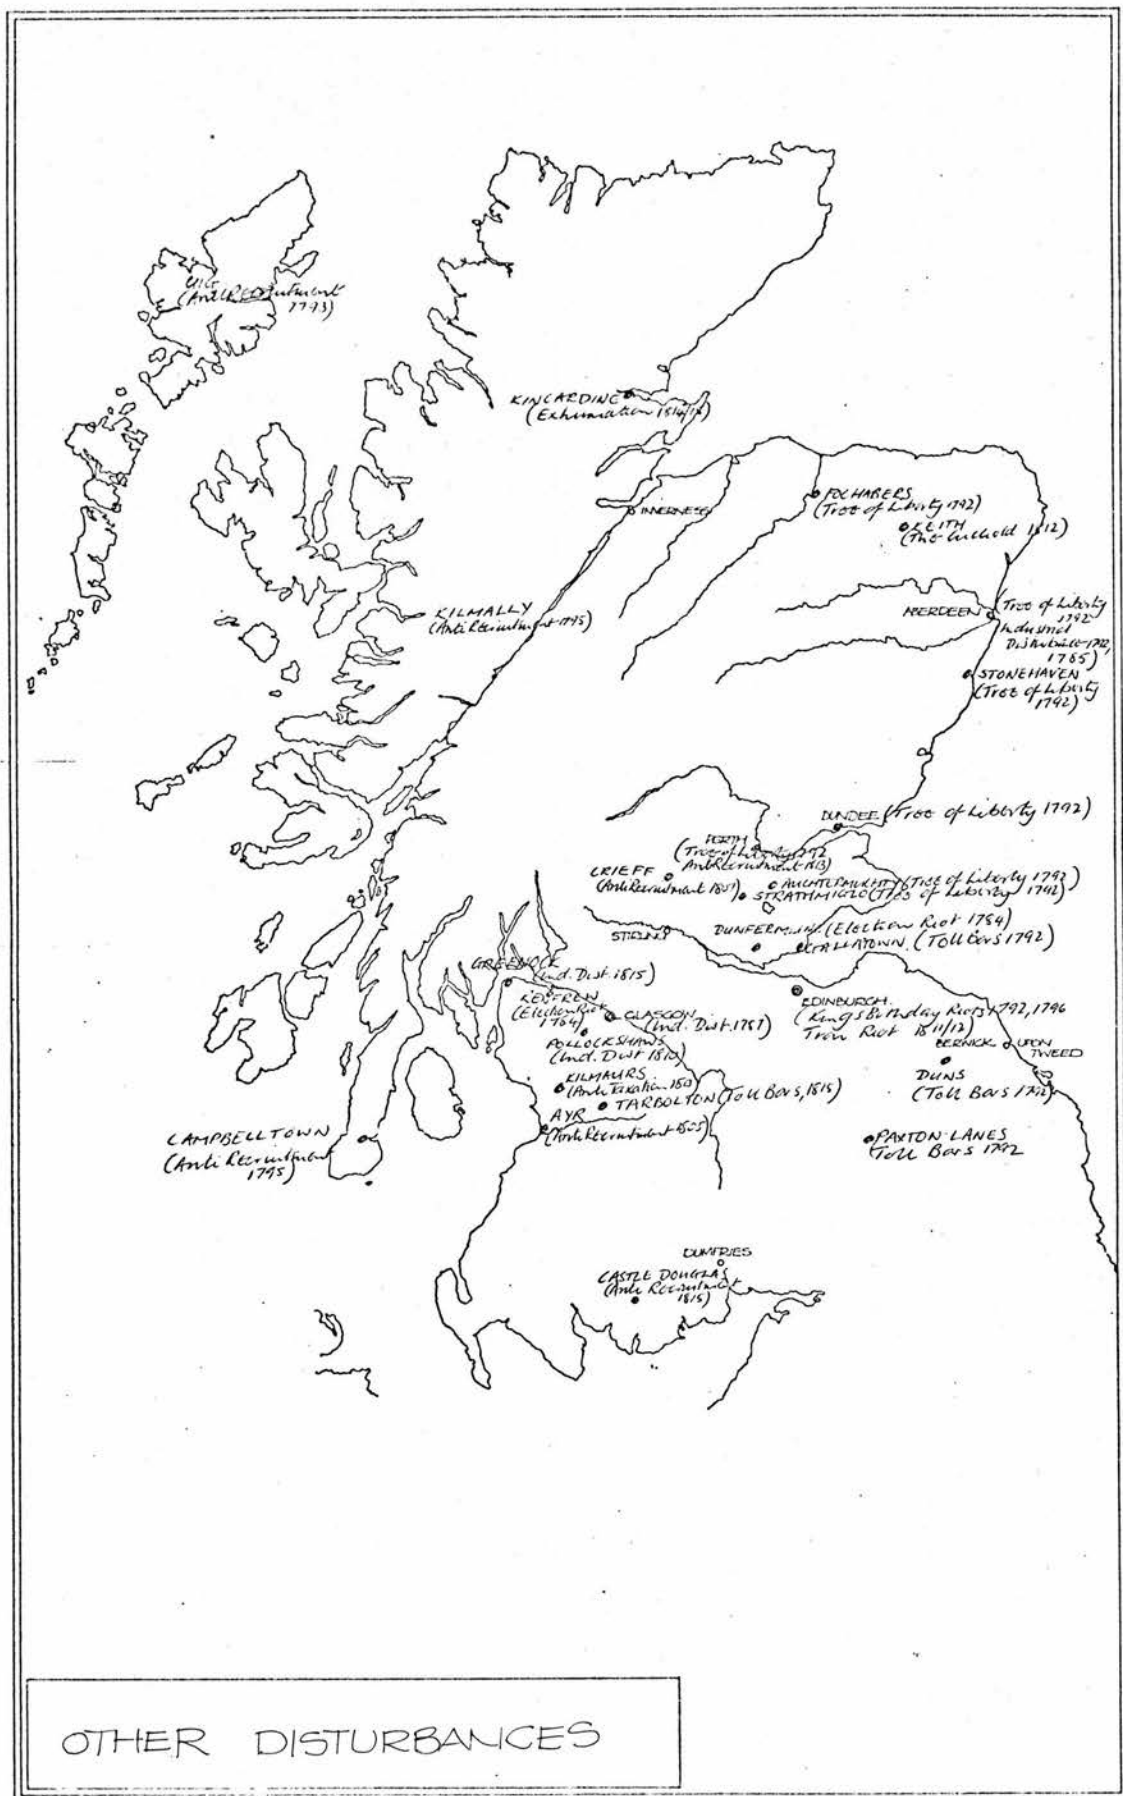 UIG
(Anti Recruitment
1793)
KINCARDINE
(Exhumation 1814/
INVERNESS
FOCHABERS
(Tree of Liberty 1792)
KEITH
(The Cuckold 1812)
KILMALLY
(Anti Recruitment 1795)
ABERDEEN
(Tree of Liberty
1792
Industrial
1785)
STONEHAVEN
(Tree of Liberty
1792)
DUNDEE (Tree of Liberty 1792)
PERTH
(Tree of Liberty 1792
Anti Recruitment 1813)
CRIEFF
(Anti Recruitment
AUCHTERMUCHTY (Tree of Liberty 1792)
STRATHMIGLO (Tree of Liberty 1792)
DUNFERMLINE (Election Riot 1784)
STIRLING
GALLATOWN. (Toll Bars 1792)
GREENOCK
(Ind. Dist. 1815)
RENFREW
(Election Riot
1784)
GLASGOW
(Ind. Dist. 1787)
POLLOCKSHAWS
(Ind. Dist
EDINBURGH.
(Kings Birthday Riots 1792, 1796
Tron Riot 1811/12)
BERWICK UPON
TWEED
DUNS
(Toll Bars 1792)
KILMAURS
(Anti Taxation
TARBOLTON (Toll Bars, 1815)
AYR
(Anti Recruitment 1805)
PAXTON-LANES
(Toll Bars 1792
CAMPBELLTOWN
(Anti Recruitment
1795)
DUMFRIES
CASTLE DOUGLAS
(Anti Recruitment
1815)
OTHER DISTURBANCES